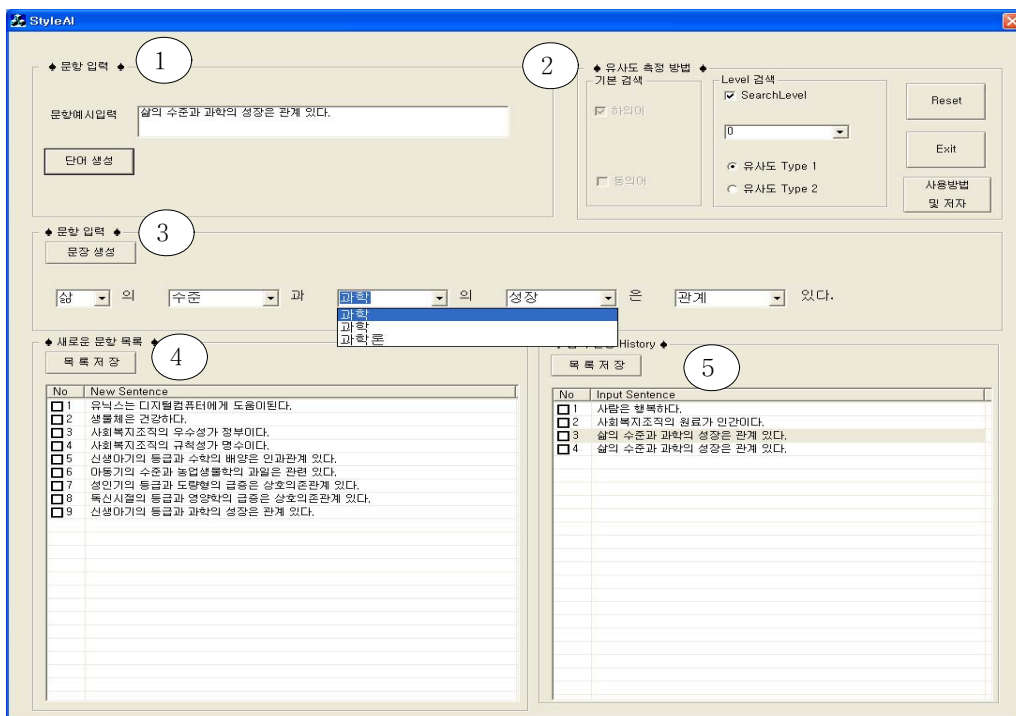 StyleAI
◆ 문항 입력 ◆
1
문항예시입력
삶의 수준과 과학의 성장은 관계 있다.
단어 생성
2
◆ 유사도 측정 방법 ◆
기본 검색
하의어
동의어
Level 검색
SearchLevel
0
유사도 Type 1
유사도 Type 2
Reset
Exit
사용방법
및 저자
◆ 문항 입력 ◆
3
문장 생성
삶 의 수준 과 과학 의 성장 은 관계 있다.
과학
과학
과학론
◆ 새로운 문항 목록 ◆
4
목 록 저 장
No New Sentence
1 유닉스는 디지털컴퓨터에게 도움이된다.
2 생물체은 건강하다.
3 사회복지조직의 우수성가 정부이다.
4 사회복지조직의 규칙성가 명수이다.
5 신생아기의 등급과 수학의 배양은 인과관계 있다.
6 아동기의 수준과 농업생물학의 과일은 관련 있다.
7 성인기의 등급과 도량형의 급증은 상호의존관계 있다.
8 독신시절의 등급과 영양학의 급증은 상호의존관계 있다.
9 신생아기의 등급과 과학의 성장은 관계 있다.
History ◆
5
목 록 저 장
No Input Sentence
1 사람은 행복하다.
2 사회복지조직의 원료가 인간이다.
3 삶의 수준과 과학의 성장은 관계 있다.
4 삶의 수준과 과학의 성장은 관계 있다.